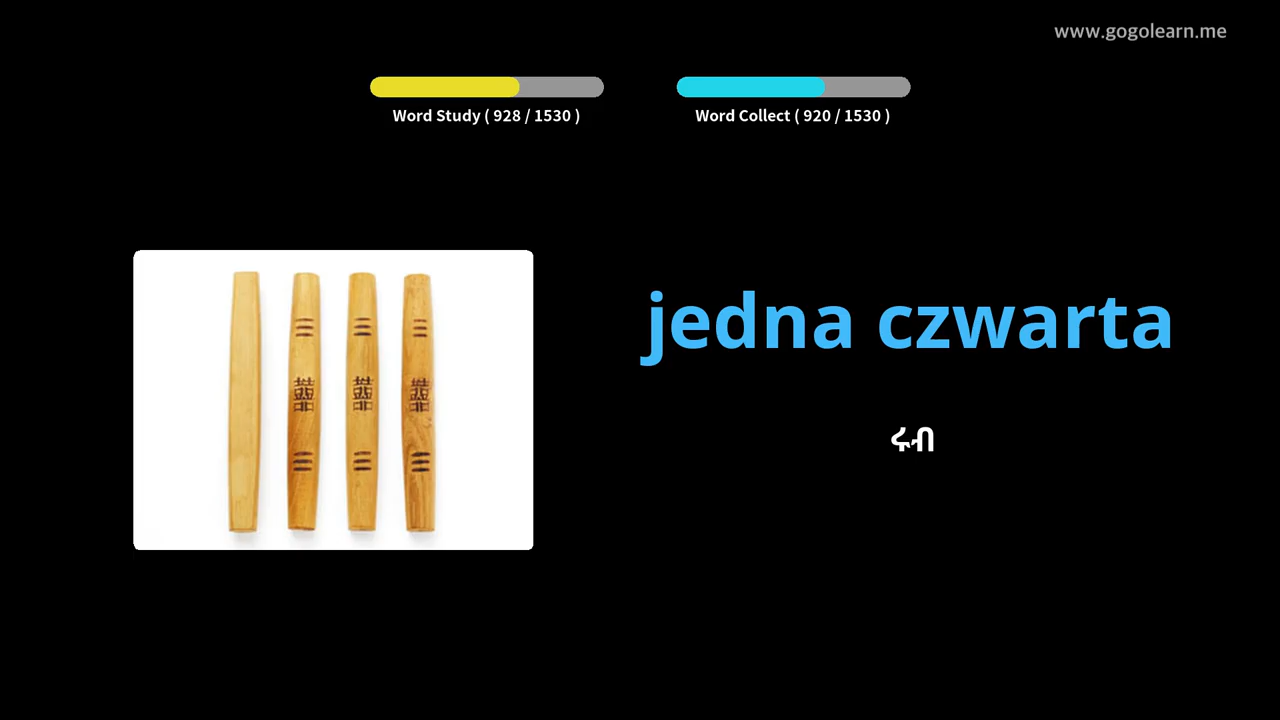 www.gogolearn.me
Word Study ( 928 / 1530 )
Word Collect ( 920 / 1530 )
jedna czwarta
ሩብ